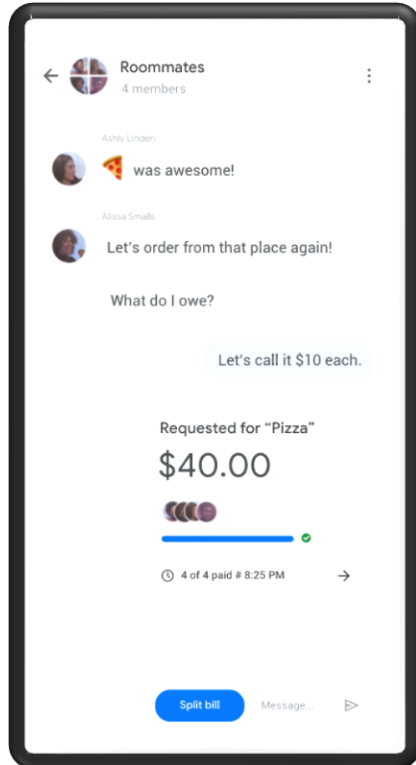 Roommates
4 members
Ashly Linden
🍕 was awesome!
Alissa Smalls
Let's order from that place again!
What do I owe?
Let's call it $10 each.
Requested for “Pizza”
$40.00
4 of 4 paid # 8:25 PM
Split bill
Message...